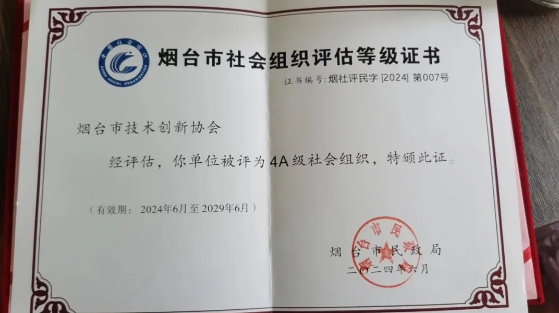 烟台市社会组织评估等级证书
证书编号: 烟社评民字 [2024] 第007号
烟台市技术创新协会
经评估，你单位被评为4A级社会组织，特颁此证。
（有效期： 2024年6月至2029年6月）
烟台市民政局
二〇二四年六月